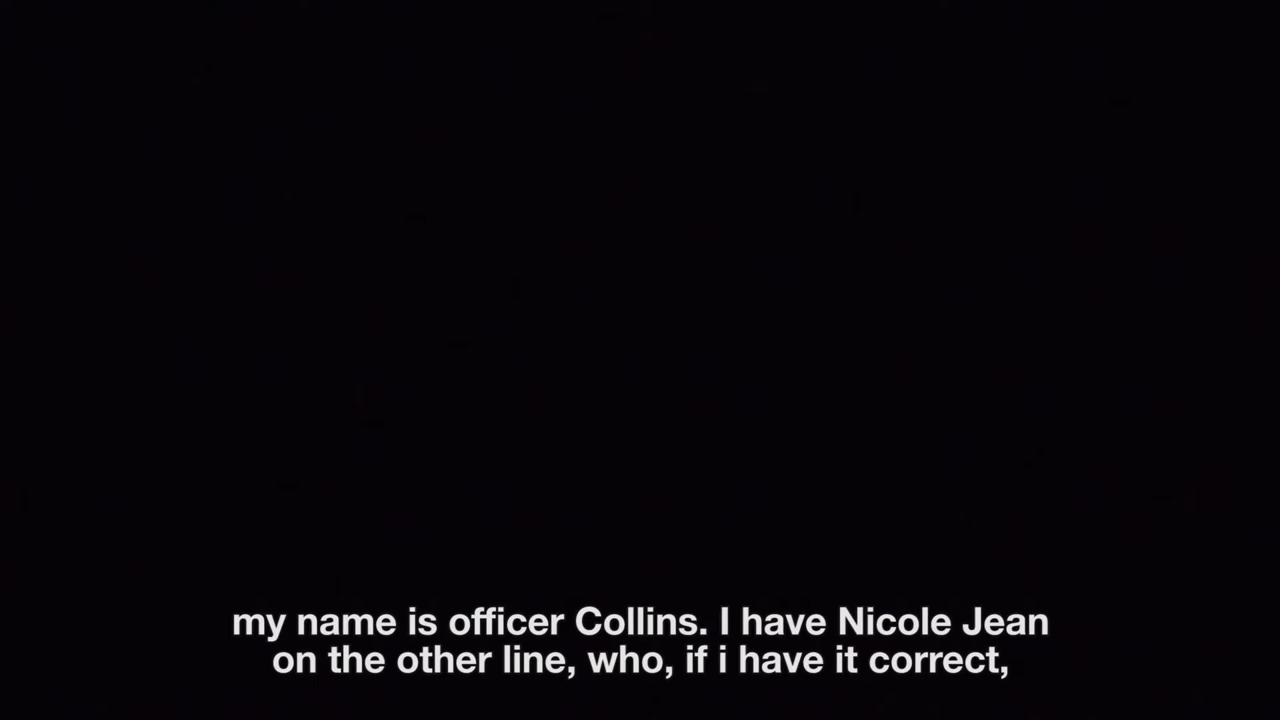 my name is officer Collins. I have Nicole Jean
on the other line, who, if i have it correct,